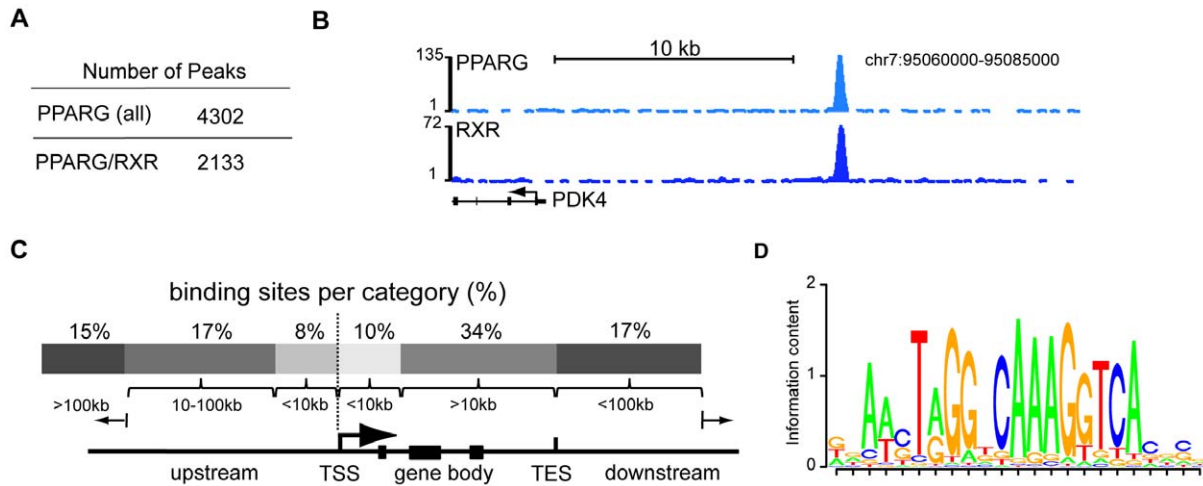 A
Number of Peaks
PPARG (all) 4302
PPARG/RXR 2133
B
10 kb
chr7:95060000-95085000
135
PPARG
1
72
RXR
1
PDK4
C
binding sites per category (%)
15% 17% 8% 10% 34% 17%
>100kb 10-100kb <10kb <10kb >10kb <100kb
upstream TSS gene body TES downstream
D
2
1
0
Information content